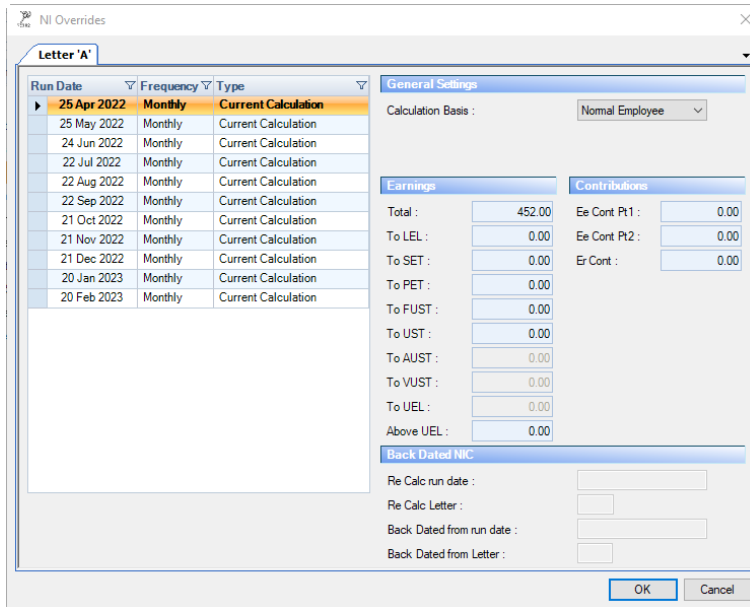 NI Overrides
Letter 'A'
Run Date Frequency Type
25 Apr 2022 Monthly Current Calculation
25 May 2022 Monthly Current Calculation
24 Jun 2022 Monthly Current Calculation
22 Jul 2022 Monthly Current Calculation
22 Aug 2022 Monthly Current Calculation
22 Sep 2022 Monthly Current Calculation
21 Oct 2022 Monthly Current Calculation
21 Nov 2022 Monthly Current Calculation
21 Dec 2022 Monthly Current Calculation
20 Jan 2023 Monthly Current Calculation
20 Feb 2023 Monthly Current Calculation
General Settings
Calculation Basis : Normal Employee
Earnings
Total : 452.00
To LEL : 0.00
To SET : 0.00
To PET : 0.00
To FUST : 0.00
To UST : 0.00
To AUST : 0.00
To VUST : 0.00
To UEL : 0.00
Above UEL : 0.00
Contributions
Ee Cont Pt1 : 0.00
Ee Cont Pt2 : 0.00
Er Cont : 0.00
Back Dated NIC
Re Calc run date :
Re Calc Letter :
Back Dated from run date :
Back Dated from Letter :
OK Cancel